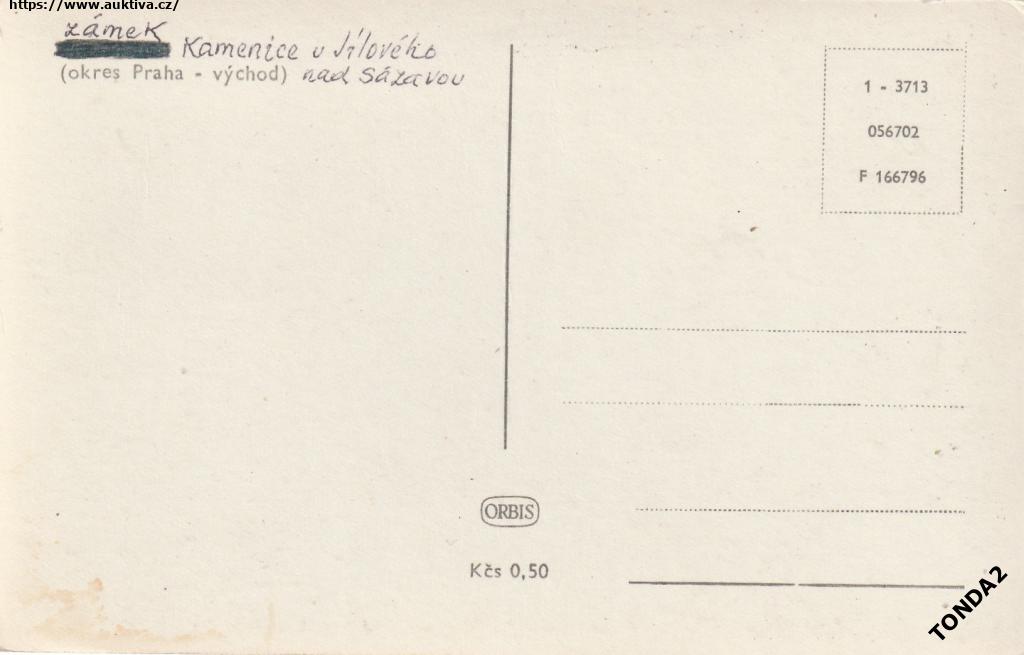 https://www.auktiva.cz/
zámek
Kamenice u Jílového
(okres Praha - východ) nad Sázavou
1 - 3713
056702
F 166796
ORBIS
Kčs 0,50
TONDA2